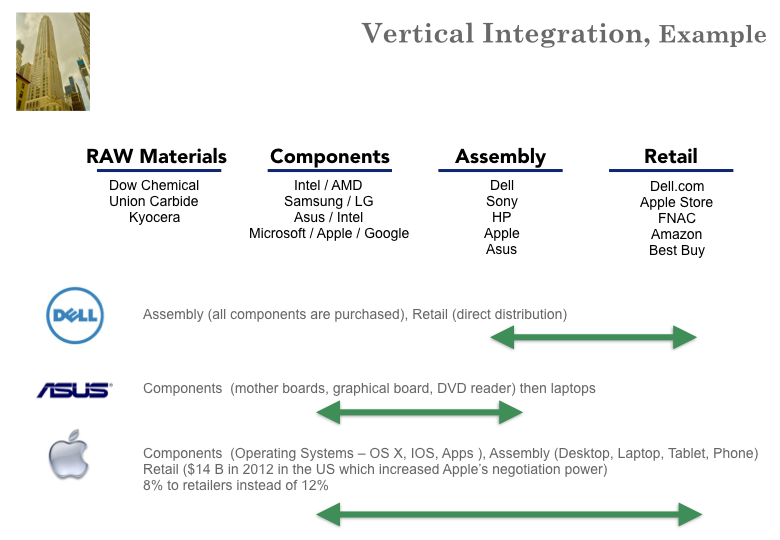 Vertical Integration, Example
RAW Materials
Dow Chemical
Union Carbide
Kyocera
Components
Intel / AMD
Samsung / LG
Asus / Intel
Microsoft / Apple / Google
Assembly
Dell
Sony
HP
Apple
Asus
Retail
Dell.com
Apple Store
FNAC
Amazon
Best Buy
DELL
Assembly (all components are purchased), Retail (direct distribution)
ASUS
Components  (mother boards, graphical board, DVD reader) then laptops
Components  (Operating Systems – OS X, IOS, Apps ), Assembly (Desktop, Laptop, Tablet, Phone)
Retail ($14 B in 2012 in the US which increased Apple's negotiation power)
8% to retailers instead of 12%